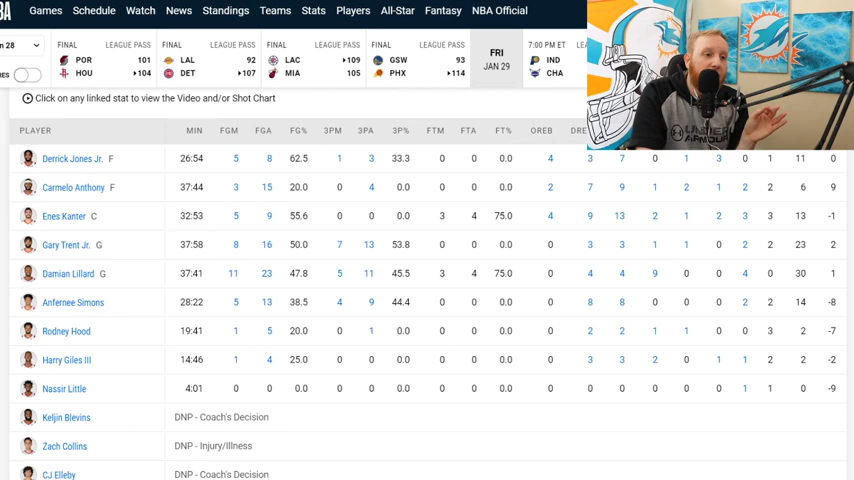 BA Games Schedule Watch News Standings Teams Stats Players All-Star Fantasy NBA Official
n 28 FINAL LEAGUE PASS FINAL LEAGUE PASS FINAL LEAGUE PASS FINAL LEAGUE PASS FRI 7:00 PM ET LEA
RES POR 101 LAL 92 LAC 109 GSW 93 JAN 29 IND
HOU 104 DET 107 MIA 105 PHX 114 CHA
Click on any linked stat to view the Video and/or Shot Chart
PLAYER MIN FGM FGA FG% 3PM 3PA 3P% FTM FTA FT% OREB DRE
Derrick Jones Jr. F 26:54 5 8 62.5 1 3 33.3 0 0 0.0 4 3 7 0 1 3 0 1 11 0
Carmelo Anthony F 37:44 3 15 20.0 0 4 0.0 0 0 0.0 2 7 9 1 2 1 2 2 6 9
Enes Kanter C 32:53 5 9 55.6 0 0 0.0 3 4 75.0 4 9 13 2 1 2 3 3 13 -1
Gary Trent Jr. G 37:58 8 16 50.0 7 13 53.8 0 0 0.0 0 3 3 1 1 0 2 2 23 2
Damian Lillard G 37:41 11 23 47.8 5 11 45.5 3 4 75.0 0 4 4 9 0 0 4 0 30 1
Anfernee Simons 28:22 5 13 38.5 4 9 44.4 0 0 0.0 0 8 8 0 0 0 2 2 14 -8
Rodney Hood 19:41 1 5 20.0 0 1 0.0 0 0 0.0 0 2 2 1 1 0 0 3 2 -7
Harry Giles III 14:46 1 4 25.0 0 0 0.0 0 0 0.0 0 3 3 2 0 1 1 2 2 -2
Nassir Little 4:01 0 0 0.0 0 0 0.0 0 0 0.0 0 0 0 0 0 0 1 1 0 -9
Keljin Blevins DNP - Coach's Decision
Zach Collins DNP - Injury/Illness
CJ Elleby DNP - Coach's Decision
UNDER ARMOUR